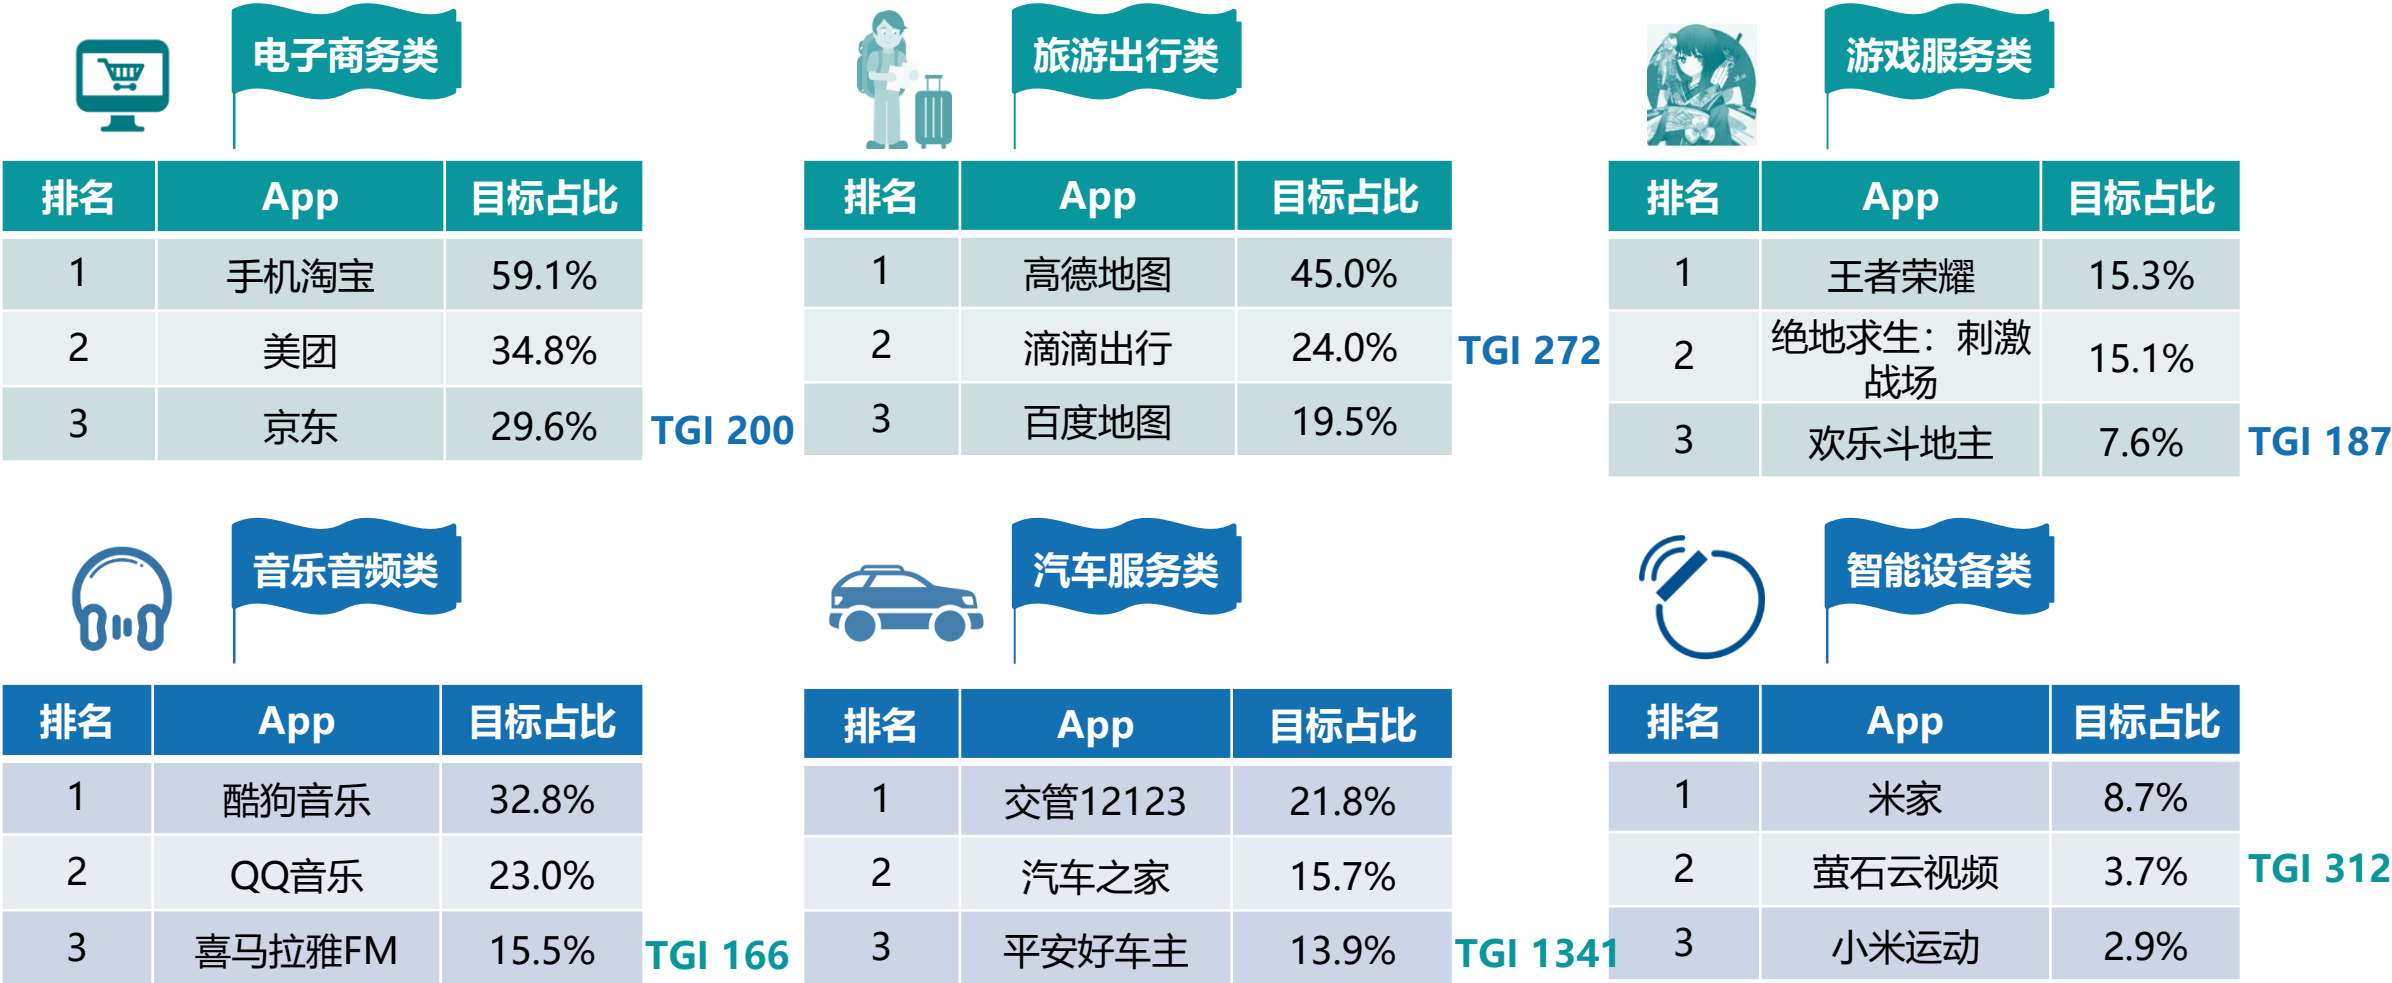 电子商务类
排名 App 目标占比
1 手机淘宝 59.1%
2 美团 34.8%
3 京东 29.6% TGI 200
旅游出行类
排名 App 目标占比
1 高德地图 45.0%
2 滴滴出行 24.0% TGI 272
3 百度地图 19.5%
游戏服务类
排名 App 目标占比
1 王者荣耀 15.3%
2 绝地求生：刺激
战场 15.1%
3 欢乐斗地主 7.6% TGI 187
音乐音频类
排名 App 目标占比
1 酷狗音乐 32.8%
2 QQ音乐 23.0%
3 喜马拉雅FM 15.5% TGI 166
汽车服务类
排名 App 目标占比
1 交管12123 21.8%
2 汽车之家 15.7%
3 平安好车主 13.9% TGI 1341
智能设备类
排名 App 目标占比
1 米家 8.7%
2 萤石云视频 3.7% TGI 312
3 小米运动 2.9%